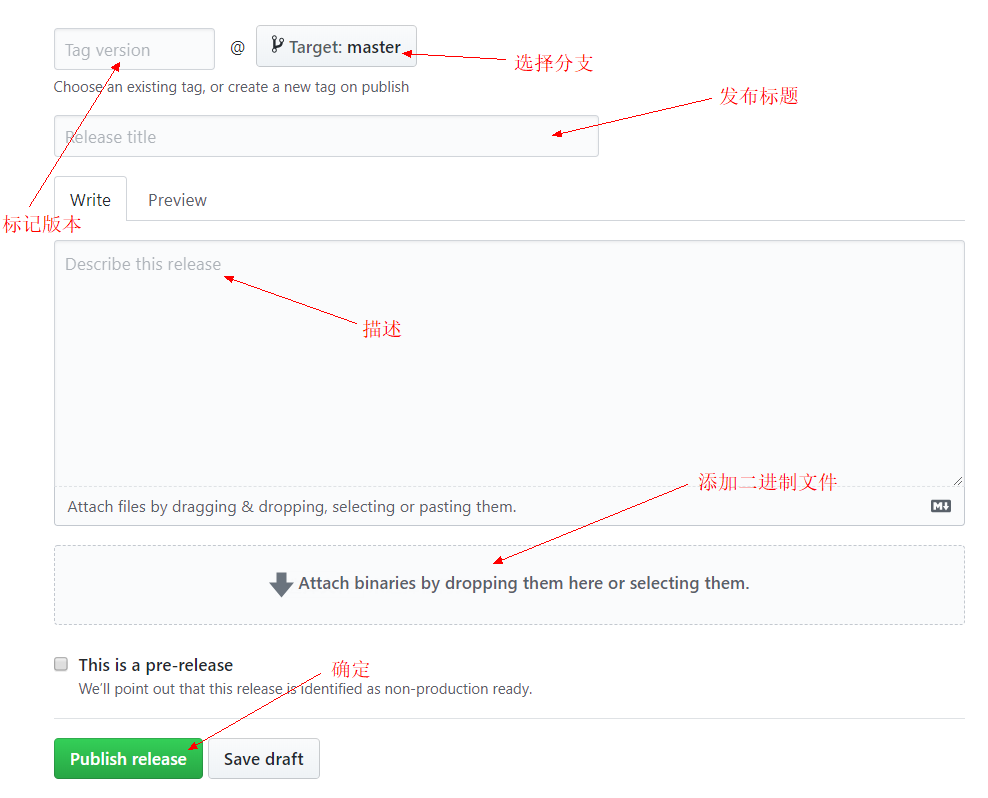 Tag version @ Target: master
选择分支
Choose an existing tag, or create a new tag on publish
发布标题
Release title
Write Preview
标记版本
Describe this release
描述
添加二进制文件
Attach files by dragging & dropping, selecting or pasting them.
M
Attach binaries by dropping them here or selecting them.
This is a pre-release
确定
We'll point out that this release is identified as non-production ready.
Publish release Save draft